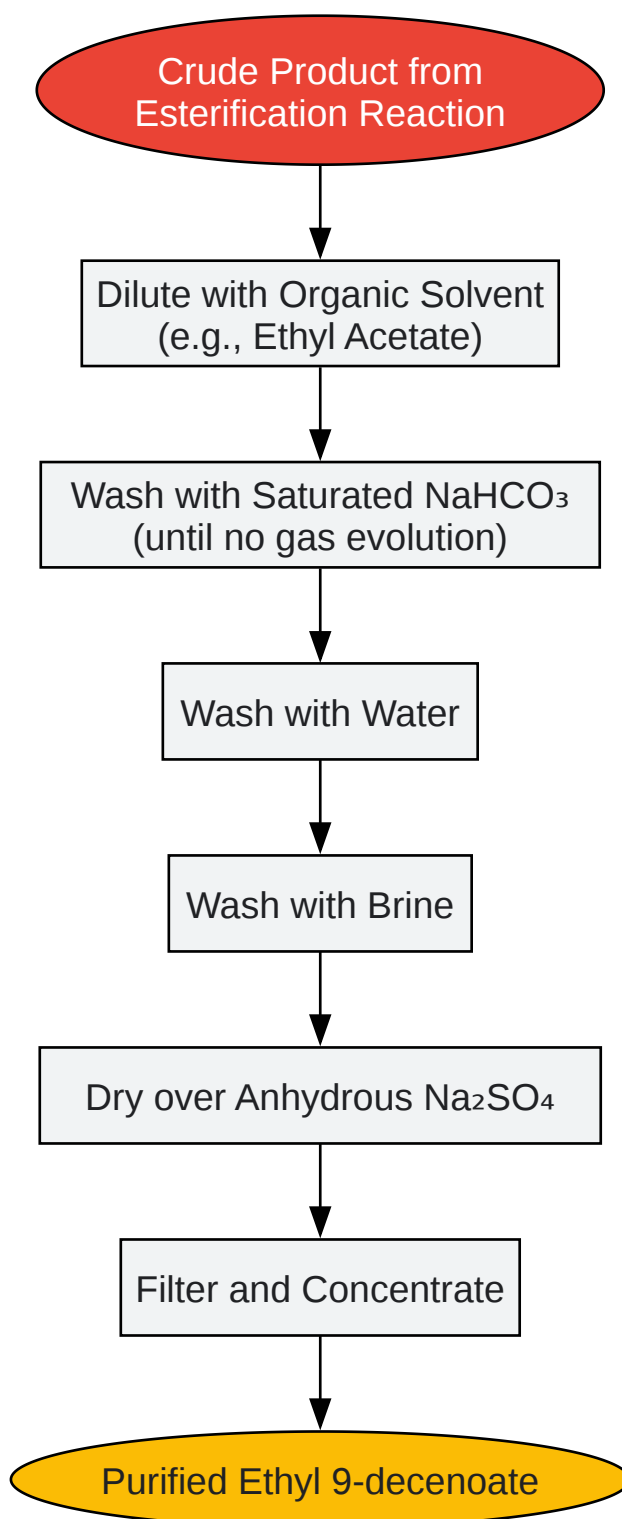 Crude Product from
Esterification Reaction
Dilute with Organic Solvent
(e.g., Ethyl Acetate)
Wash with Saturated NaHCO₃
(until no gas evolution)
Wash with Water
Wash with Brine
Dry over Anhydrous Na₂SO₄
Filter and Concentrate
Purified Ethyl 9-decenoate